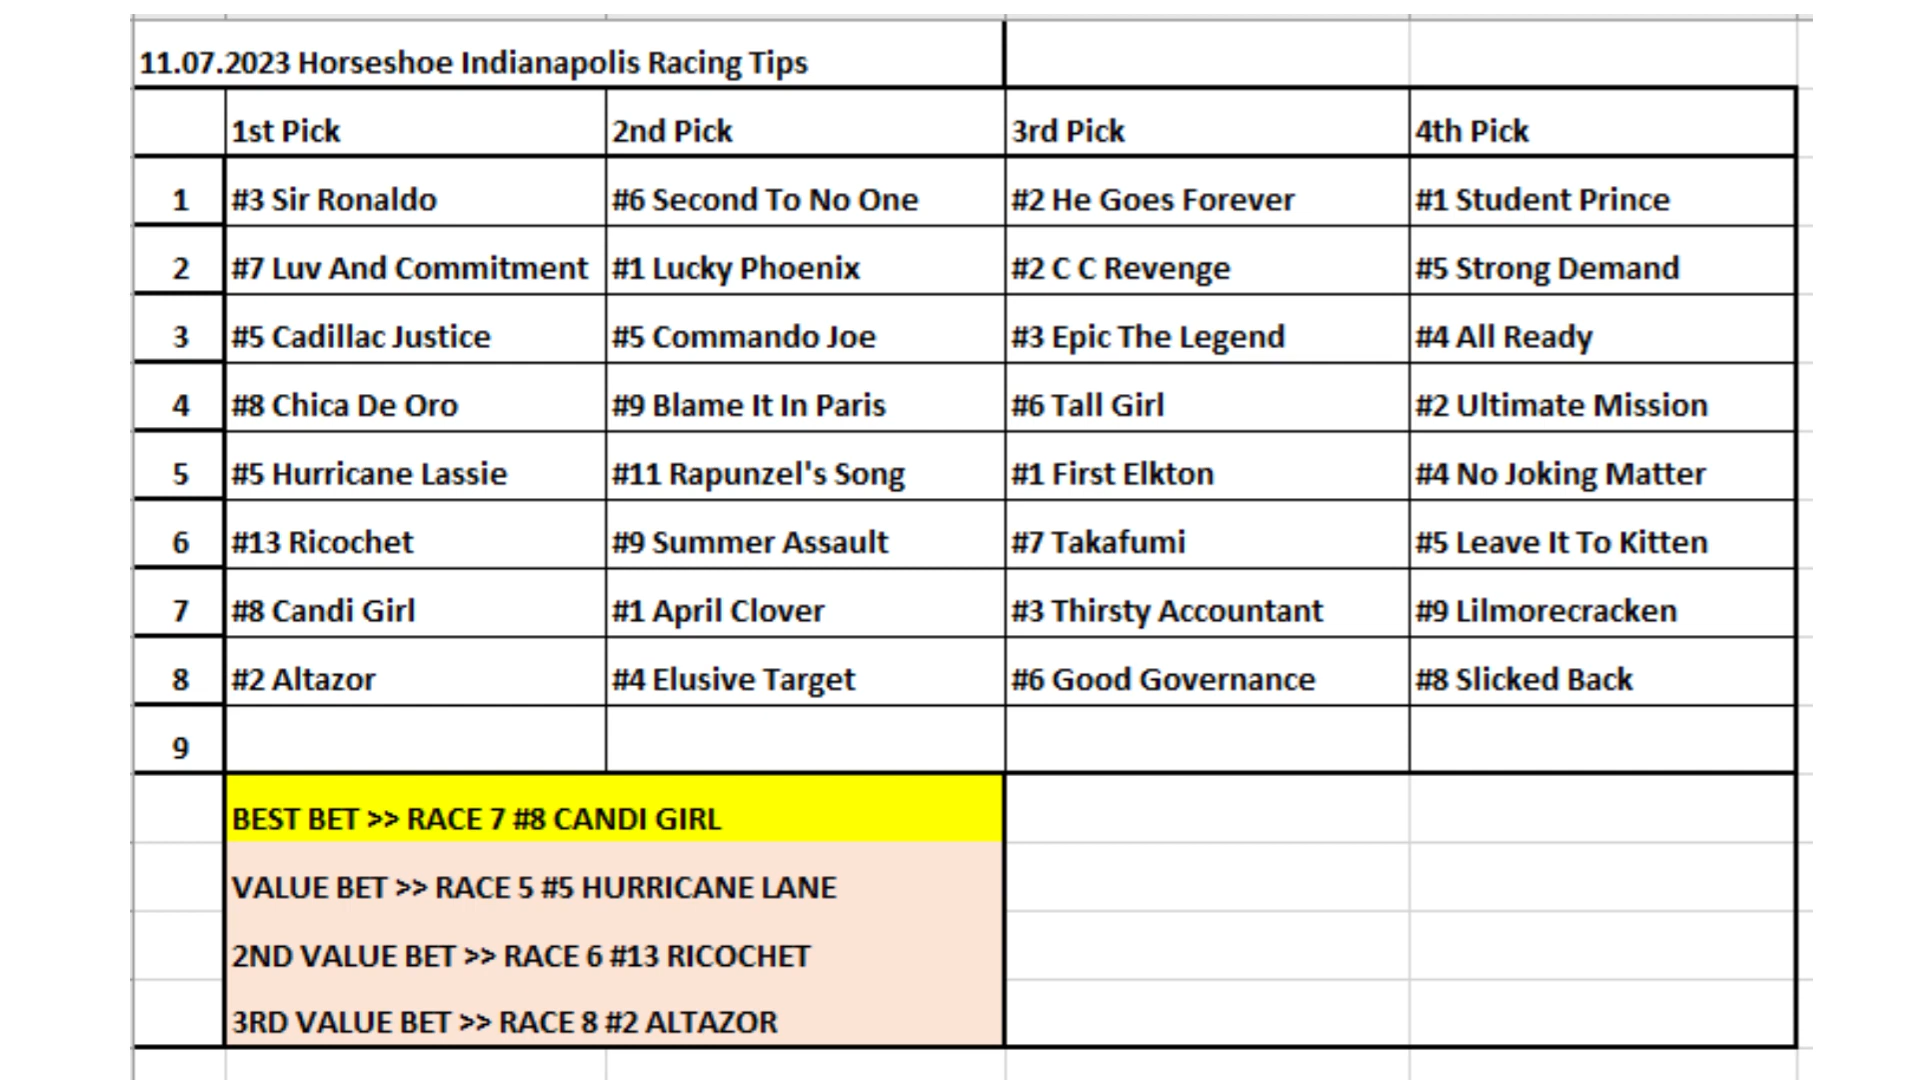 11.07.2023 Horseshoe Indianapolis Racing Tips
1st Pick 2nd Pick 3rd Pick 4th Pick
1 #3 Sir Ronaldo #6 Second To No One #2 He Goes Forever #1 Student Prince
2 #7 Luv And Commitment #1 Lucky Phoenix #2 C C Revenge #5 Strong Demand
3 #5 Cadillac Justice #5 Commando Joe #3 Epic The Legend #4 All Ready
4 #8 Chica De Oro #9 Blame It In Paris #6 Tall Girl #2 Ultimate Mission
5 #5 Hurricane Lassie #11 Rapunzel's Song #1 First Elkton #4 No Joking Matter
6 #13 Ricochet #9 Summer Assault #7 Takafumi #5 Leave It To Kitten
7 #8 Candi Girl #1 April Clover #3 Thirsty Accountant #9 Lilmorecracken
8 #2 Altazor #4 Elusive Target #6 Good Governance #8 Slicked Back
9
BEST BET >> RACE 7 #8 CANDI GIRL
VALUE BET >> RACE 5 #5 HURRICANE LANE
2ND VALUE BET >> RACE 6 #13 RICOCHET
3RD VALUE BET >> RACE 8 #2 ALTAZOR